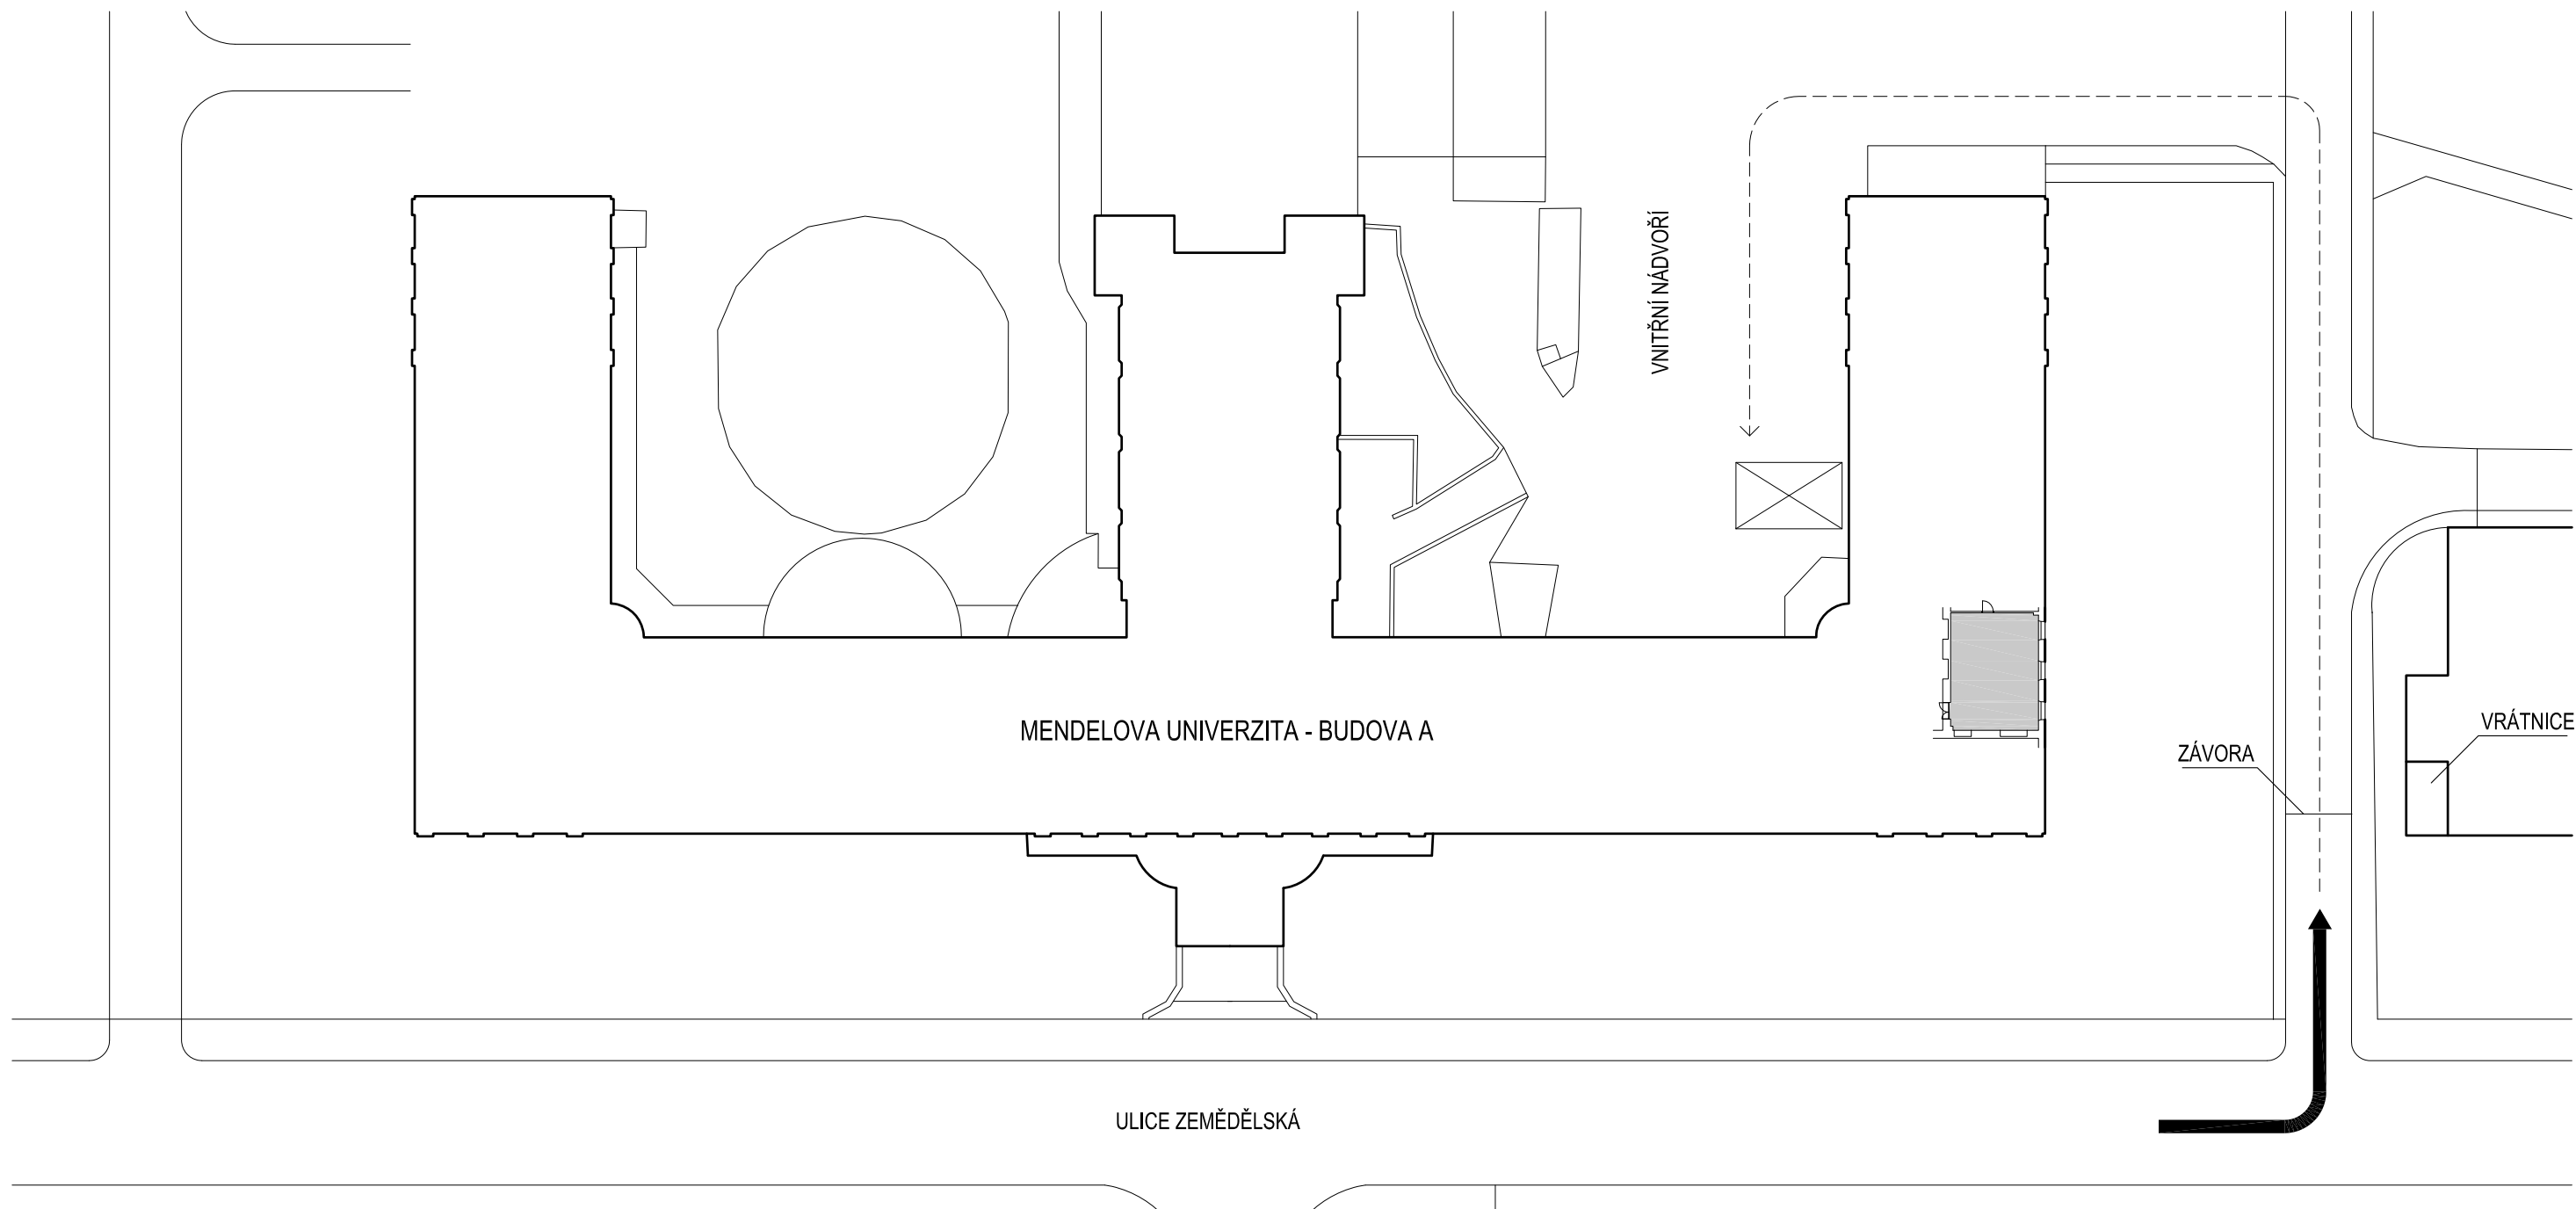 VNITŘNÍ NÁDVOŘÍ
MENDELOVA UNIVERZITA - BUDOVA A
VRÁTNICE
ZÁVORA
ULICE ZEMĚDĚLSKÁ